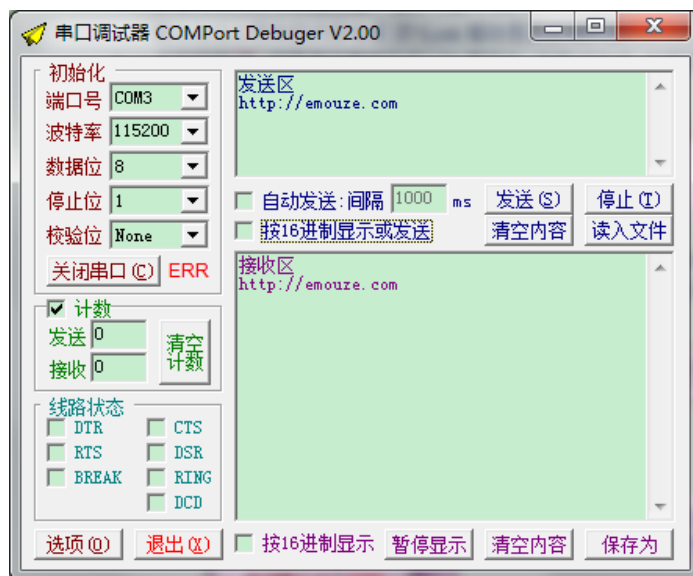 串口调试器 COMPort Debuger V2.00
初始化
端口号 COM3
波特率 115200
数据位 8
停止位 1
校验位 None
关闭串口(C) ERR
计数
发送 0
接收 0
清空
计数
线路状态
DTR CTS
RTS DSR
BREAK RING
DCD
选项(O) 退出(X)
发送区
http://emouze.com
自动发送:间隔 1000 ms 发送(S) 停止(T)
按16进制显示或发送 清空内容 读入文件
接收区
http://emouze.com
按16进制显示 暂停显示 清空内容 保存为